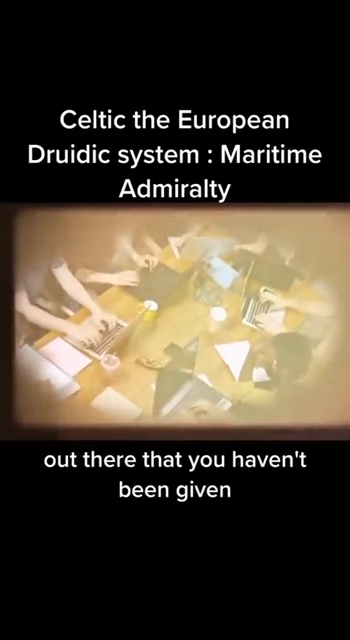 Celtic the European
Druidic system : Maritime
Admiralty
out there that you haven't
been given